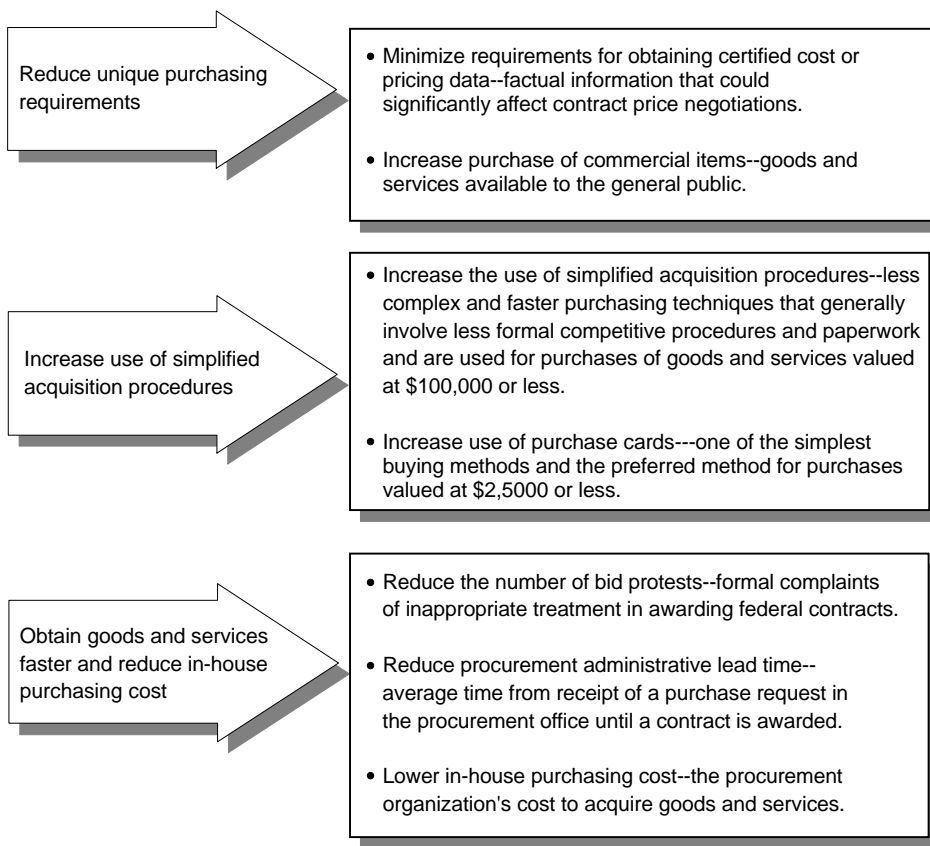 Reduce unique purchasing
requirements
• Minimize requirements for obtaining certified cost or
pricing data--factual information that could
significantly affect contract price negotiations.
• Increase purchase of commercial items--goods and
services available to the general public.
Increase use of simplified
acquisition procedures
• Increase the use of simplified acquisition procedures--less
complex and faster purchasing techniques that generally
involve less formal competitive procedures and paperwork
and are used for purchases of goods and services valued
at $100,000 or less.
• Increase use of purchase cards---one of the simplest
buying methods and the preferred method for purchases
valued at $2,5000 or less.
Obtain goods and services
faster and reduce in-house
purchasing cost
• Reduce the number of bid protests--formal complaints
of inappropriate treatment in awarding federal contracts.
• Reduce procurement administrative lead time--
average time from receipt of a purchase request in
the procurement office until a contract is awarded.
• Lower in-house purchasing cost--the procurement
organization's cost to acquire goods and services.